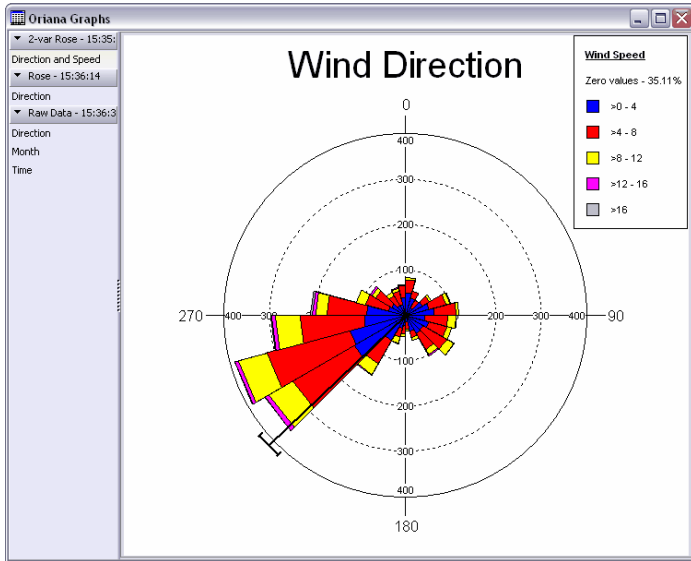 Oriana Graphs
2-var Rose - 15:35:
Direction and Speed
Rose - 15:36:14
Direction
Raw Data - 15:36:3
Direction
Month
Time
Wind Direction
Wind Speed
Zero values - 35.11%
>0 - 4
>4 - 8
>8 - 12
>12 - 16
>16
0
400
300
200
100
270
400
300
100
200
300
400
90
100
200
300
400
180